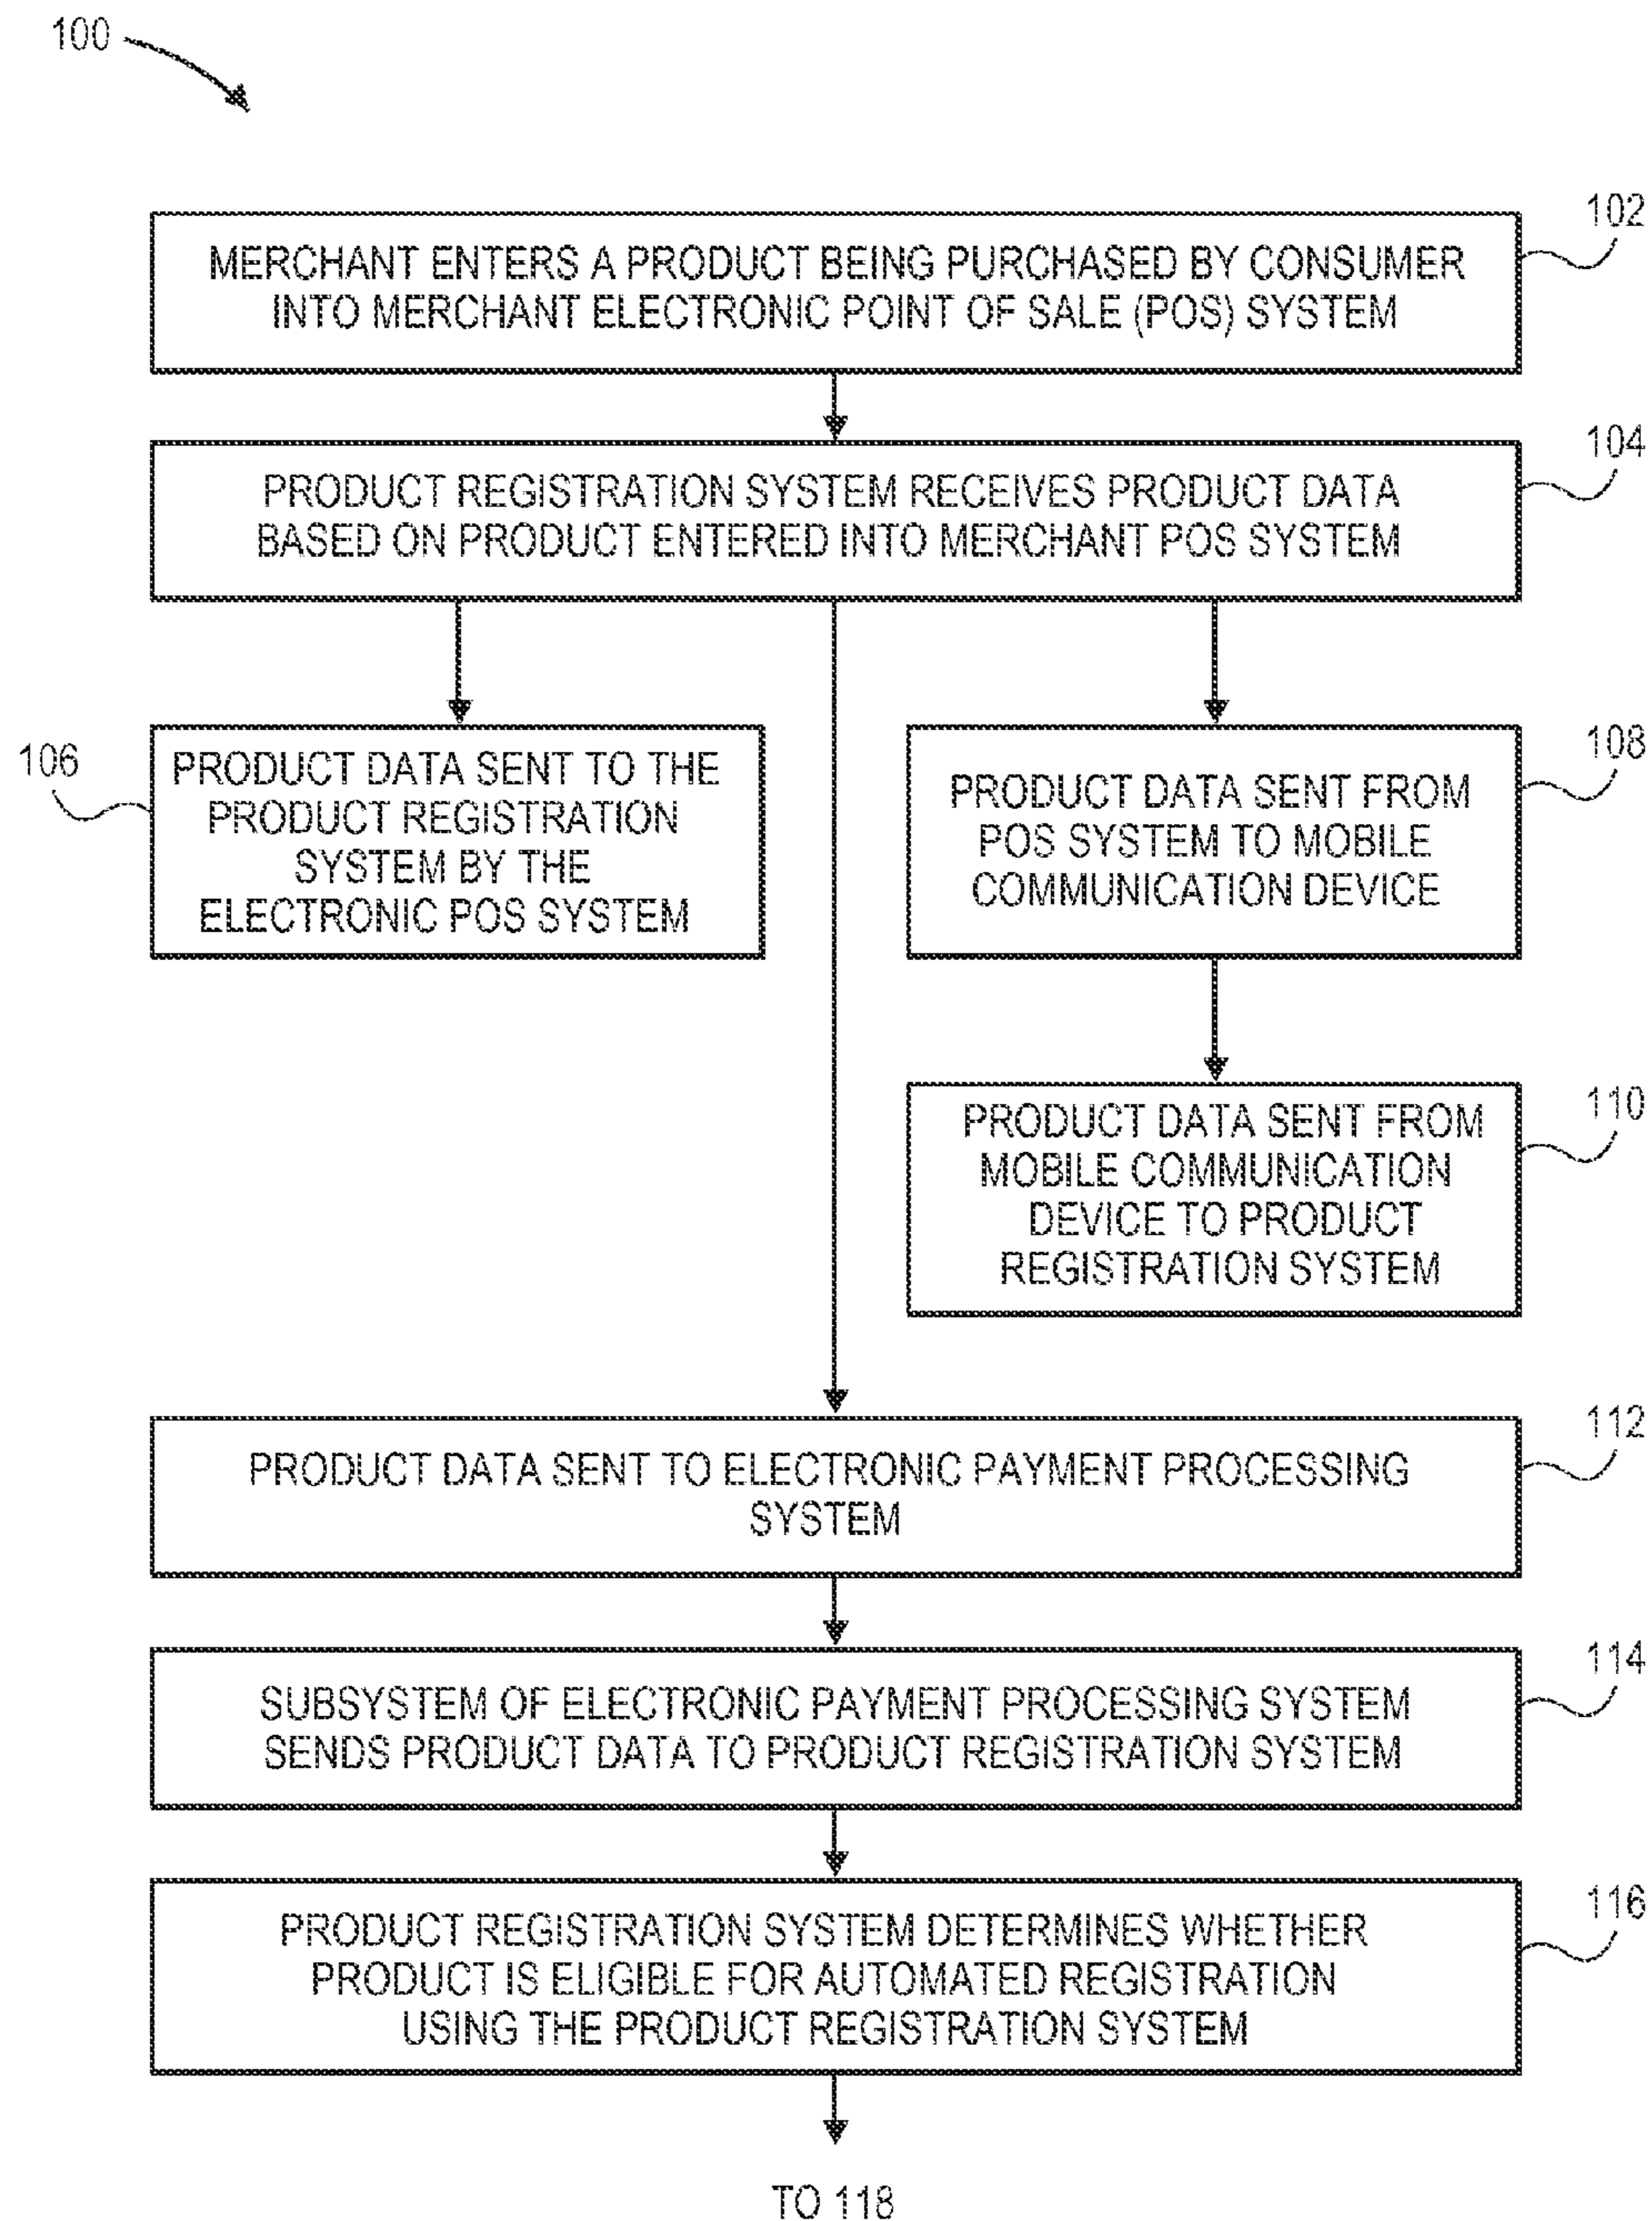 100
102
MERCHANT ENTERS A PRODUCT BEING PURCHASED BY CONSUMER
INTO MERCHANT ELECTRONIC POINT OF SALE (POS) SYSTEM
104
PRODUCT REGISTRATION SYSTEM RECEIVES PRODUCT DATA
BASED ON PRODUCT ENTERED INTO MERCHANT POS SYSTEM
106
PRODUCT DATA SENT TO THE
PRODUCT REGISTRATION
SYSTEM BY THE
ELECTRONIC POS SYSTEM
108
PRODUCT DATA SENT FROM
POS SYSTEM TO MOBILE
COMMUNICATION DEVICE
110
PRODUCT DATA SENT FROM
MOBILE COMMUNICATION
DEVICE TO PRODUCT
REGISTRATION SYSTEM
112
PRODUCT DATA SENT TO ELECTRONIC PAYMENT PROCESSING
SYSTEM
114
SUBSYSTEM OF ELECTRONIC PAYMENT PROCESSING SYSTEM
SENDS PRODUCT DATA TO PRODUCT REGISTRATION SYSTEM
116
PRODUCT REGISTRATION SYSTEM DETERMINES WHETHER
PRODUCT IS ELIGIBLE FOR AUTOMATED REGISTRATION
USING THE PRODUCT REGISTRATION SYSTEM
TO 118